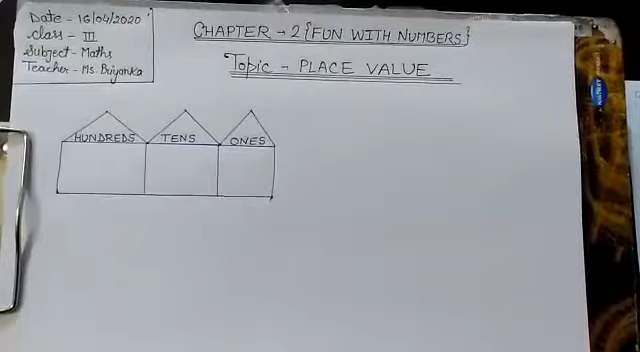 Date - 16/04/2020
Class - III
Subject - Maths
Teacher - Ms. Priyanka
CHAPTER → 2 {FUN WITH NUMBERS}
Topic - PLACE VALUE
HUNDREDS TENS ONES